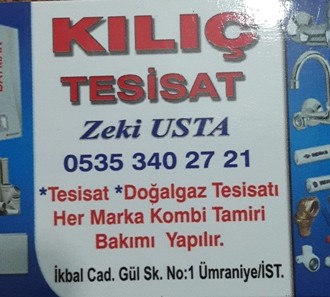 KILIÇ
TESİSAT
Zeki USTA
0535 340 27 21
*Tesisat *Doğalgaz Tesisatı
Her Marka Kombi Tamiri
Bakımı Yapılır.
İkbal Cad. Gül Sk. No:1 Ümraniye/İST.